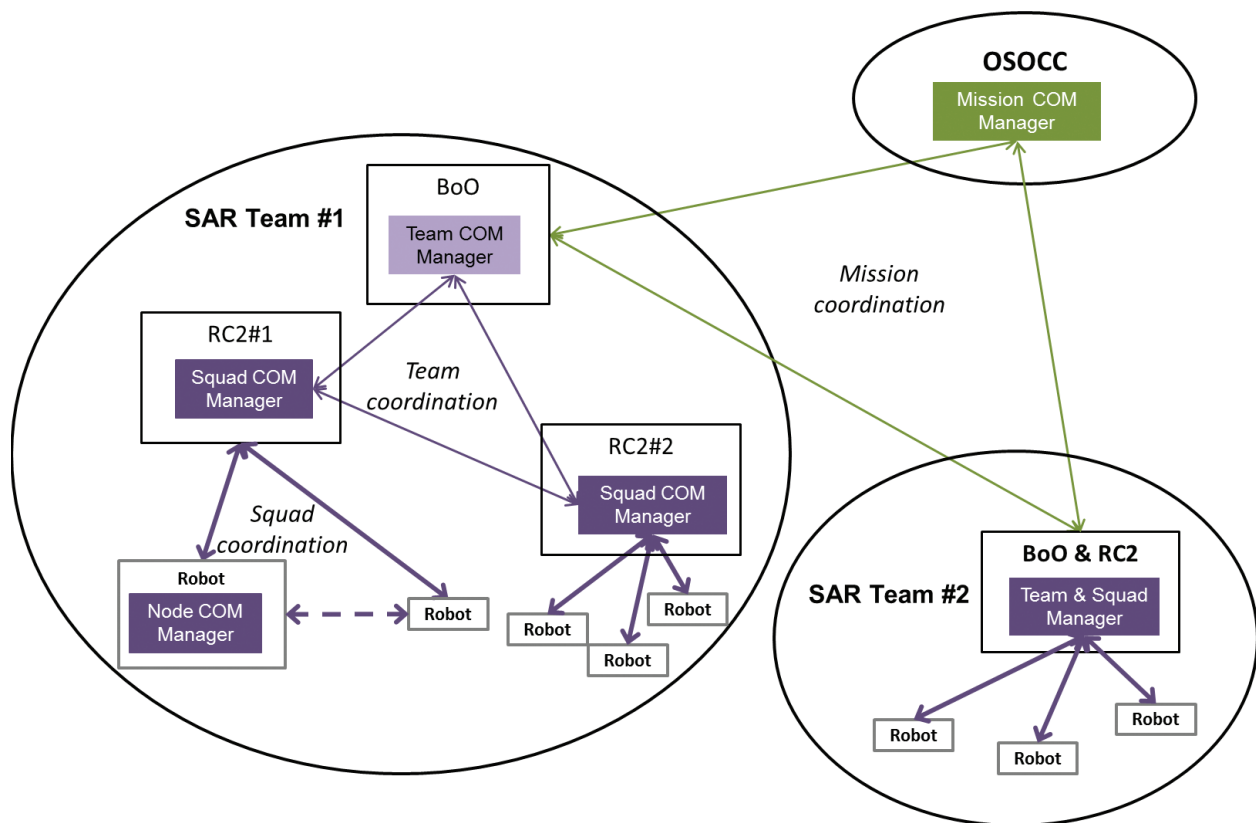 OSOCC
Mission COM
Manager
BoO
SAR Team #1
Team COM
Manager
Mission
coordination
RC2#1
Squad COM
Manager
Team
coordination
RC2#2
Squad COM
Manager
Squad
coordination
Robot
Node COM
Manager
Robot
Robot
Robot
Robot
BoO & RC2
SAR Team #2
Team & Squad
Manager
Robot
Robot
Robot